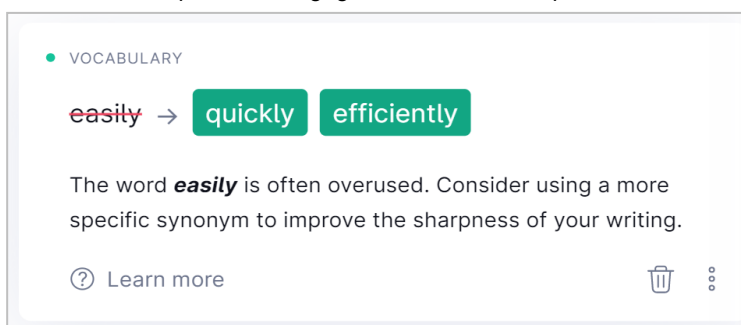 VOCABULARY
easily → quickly efficiently
The word easily is often overused. Consider using a more
specific synonym to improve the sharpness of your writing.
Learn more